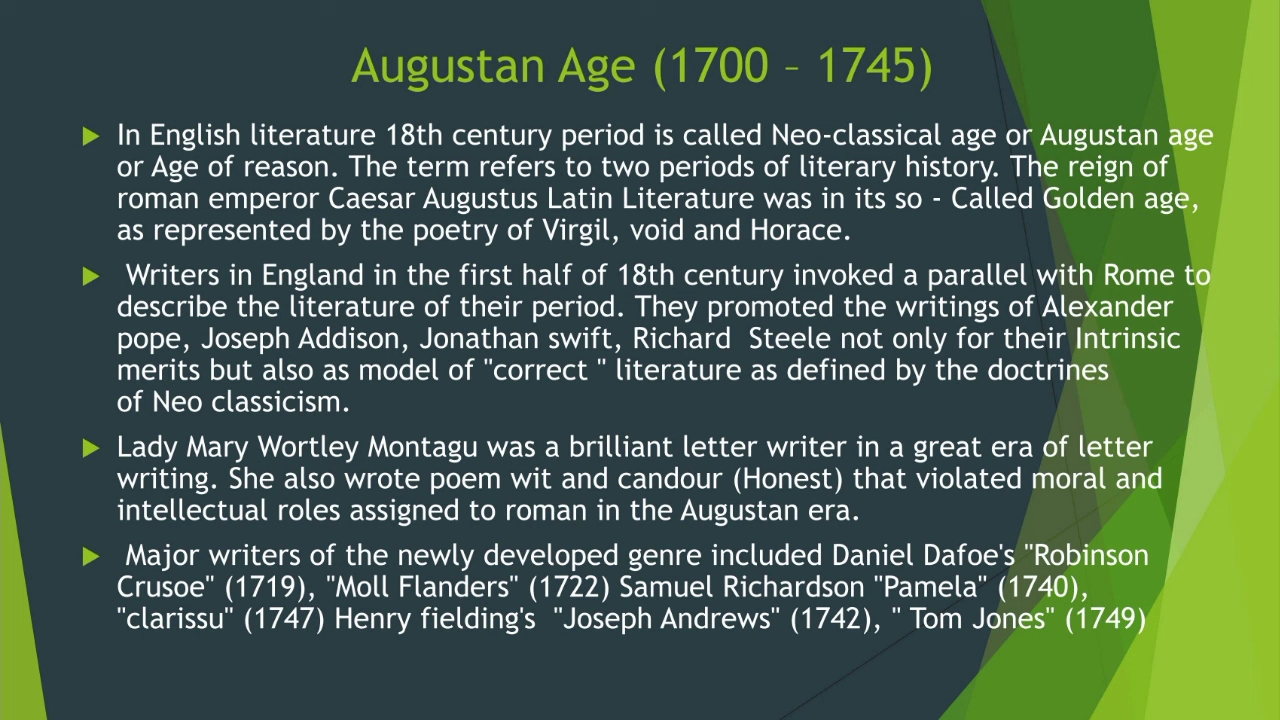 Augustan Age (1700 – 1745)
In English literature 18th century period is called Neo-classical age or Augustan age
or Age of reason. The term refers to two periods of literary history. The reign of
roman emperor Caesar Augustus Latin Literature was in its so - Called Golden age,
as represented by the poetry of Virgil, void and Horace.
Writers in England in the first half of 18th century invoked a parallel with Rome to
describe the literature of their period. They promoted the writings of Alexander
pope, Joseph Addison, Jonathan swift, Richard  Steele not only for their Intrinsic
merits but also as model of "correct " literature as defined by the doctrines
of Neo classicism.
Lady Mary Wortley Montagu was a brilliant letter writer in a great era of letter
writing. She also wrote poem wit and candour (Honest) that violated moral and
intellectual roles assigned to roman in the Augustan era.
Major writers of the newly developed genre included Daniel Dafoe's "Robinson
Crusoe" (1719), "Moll Flanders" (1722) Samuel Richardson "Pamela" (1740),
"clarissu" (1747) Henry fielding's  "Joseph Andrews" (1742), " Tom Jones" (1749)